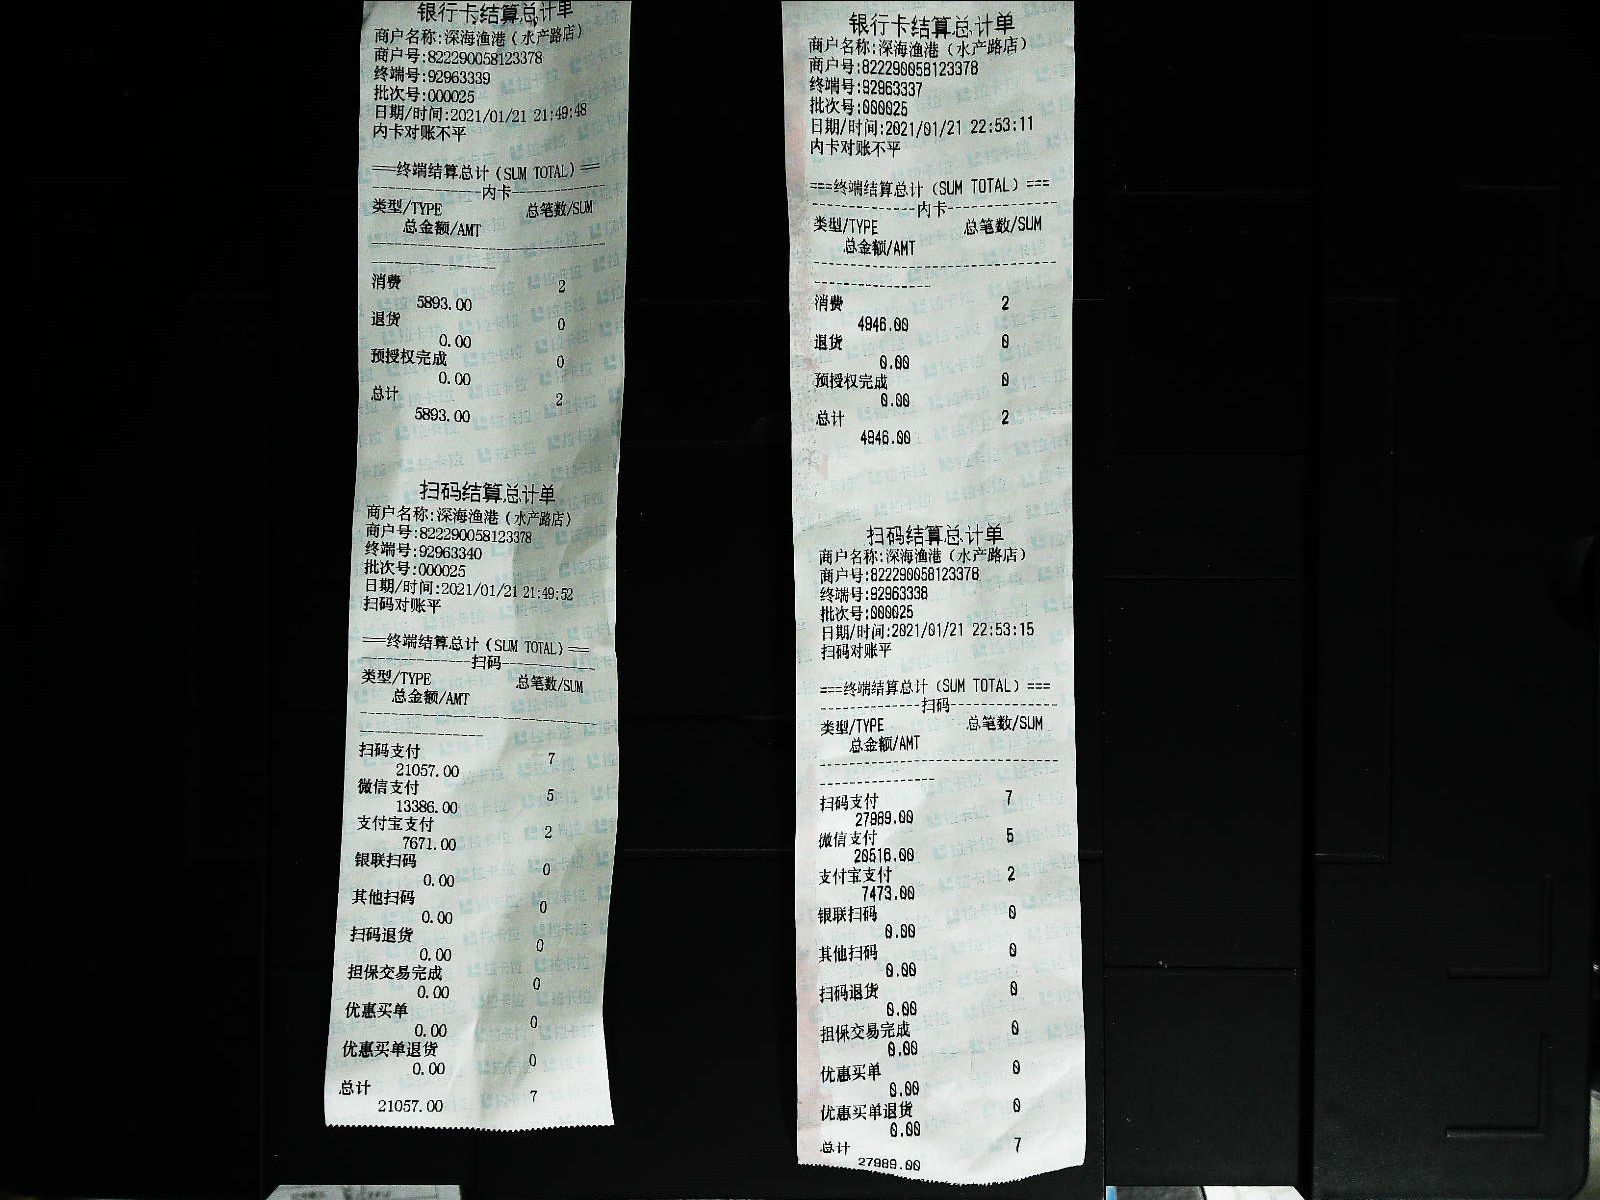 银行卡结算总计单
商户名称:深海渔港(水产路店)
商户号:822290058123378
终端号:92963339
批次号:000025
日期/时间:2021/01/21 21:49:48
内卡对账不平
===终端结算总计(SUM TOTAL)===
---------------内卡---------------
类型/TYPE 总笔数/SUM
总金额/AMT
消费 2
5893.00
退货 0
0.00
预授权完成 0
0.00
总计 2
5893.00
扫码结算总计单
商户名称:深海渔港(水产路店)
商户号:822290058123378
终端号:92963340
批次号:000025
日期/时间:2021/01/21 21:49:52
扫码对账平
===终端结算总计(SUM TOTAL)===
---------------扫码---------------
类型/TYPE 总笔数/SUM
总金额/AMT
扫码支付 7
21057.00
微信支付 5
13386.00
支付宝支付 2
7671.00
银联扫码 0
0.00
其他扫码 0
0.00
扫码退货 0
0.00
担保交易完成 0
0.00
优惠买单 0
0.00
优惠买单退货 0
0.00
总计 7
21057.00
银行卡结算总计单
商户名称:深海渔港(水产路店)
商户号:822290058123378
终端号:92963337
批次号:000025
日期/时间:2021/01/21 22:53:11
内卡对账不平
===终端结算总计(SUM TOTAL)===
---------------内卡---------------
类型/TYPE 总笔数/SUM
总金额/AMT
消费 2
4946.00
退货 0
0.00
预授权完成 0
0.00
总计 2
4946.00
扫码结算总计单
商户名称:深海渔港(水产路店)
商户号:822290058123378
终端号:92963338
批次号:000025
日期/时间:2021/01/21 22:53:15
扫码对账平
===终端结算总计(SUM TOTAL)===
---------------扫码---------------
类型/TYPE 总笔数/SUM
总金额/AMT
扫码支付 7
27989.00
微信支付 5
20516.00
支付宝支付 2
7473.00
银联扫码 0
0.00
其他扫码 0
0.00
扫码退货 0
0.00
担保交易完成 0
0.00
优惠买单 0
0.00
优惠买单退货 0
0.00
总计 7
27989.00